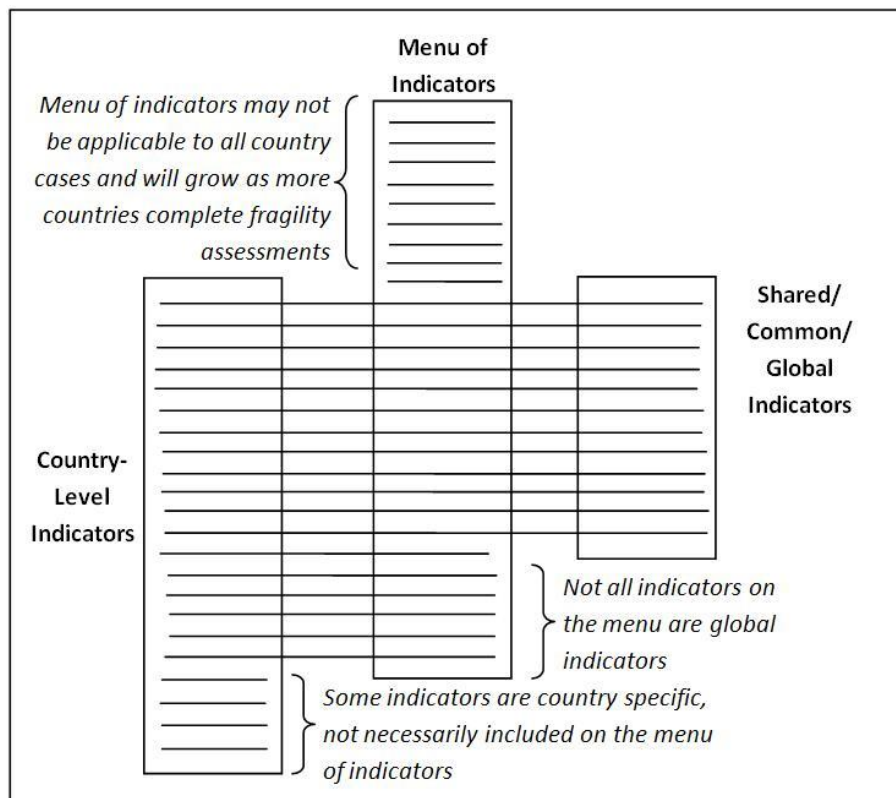 Menu of
Indicators
Menu of indicators may not
be applicable to all country
cases and will grow as more
countries complete fragility
assessments
Shared/
Common/
Global
Indicators
Country-
Level
Indicators
Not all indicators on
the menu are global
indicators
Some indicators are country specific,
not necessarily included on the menu
of indicators